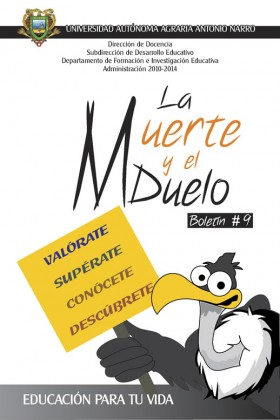 UNIVERSIDAD AUTÓNOMA AGRARIA ANTONIO NARRO
Dirección de Docencia
Subdirección de Desarrollo Educativo
Departamento de Formación e Investigación Educativa
Administración 2010-2014
La
Muerte
y el
Duelo
Boletín # 9
VALÓRATE
SUPÉRATE
CONÓCETE
DESCÚBRETE
EDUCACIÓN PARA TU VIDA